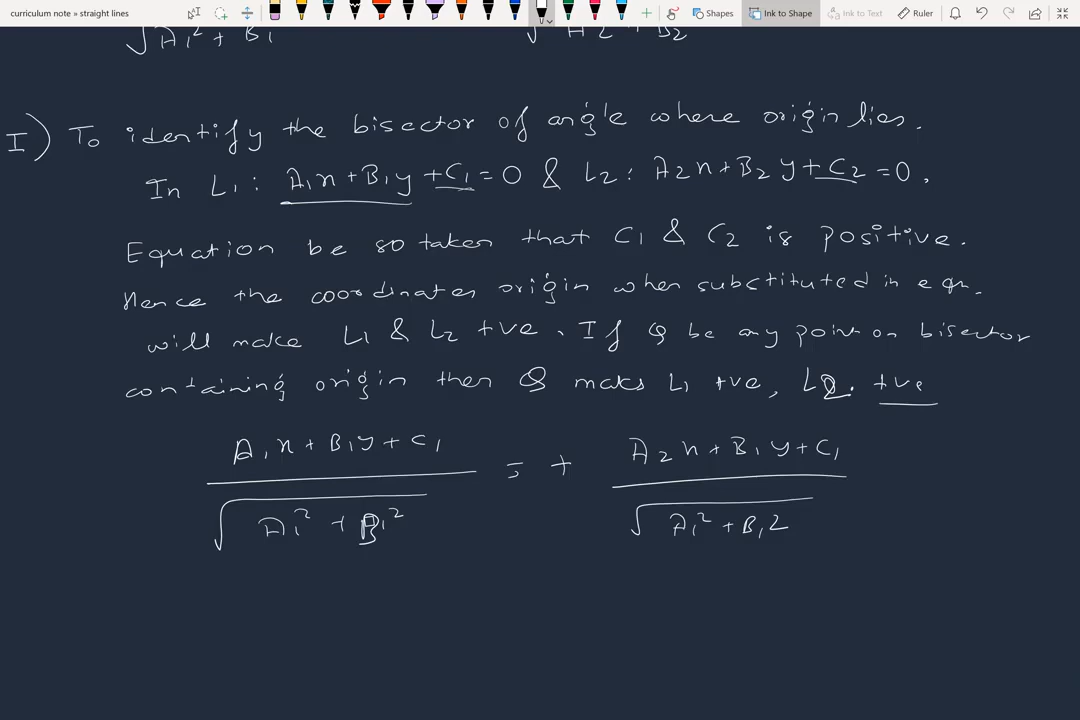 curriculum note » straight lines
Shapes
Ink to Shape
Ink to Text
Ruler
√A₁² + B₁
√A₂ + B₂
I) To identify the bisector of angle where origin lies.
In L₁ : A₁x + B₁y + C₁ = 0 & L₂ : A₂x + B₂y + C₂ = 0.
Equation be so taken that C₁ & C₂ is positive.
Hence the coordinates origin when substituted in eqn.
will make L₁ & L₂ +ve. If Q be any point on bisector
containing origin then Q makes L₁ +ve, L2. +ve
A₁x + B₁y + C₁ = + A₂x + B₁y + C₁
√A₁² + B₁² √A₁² + B₁2